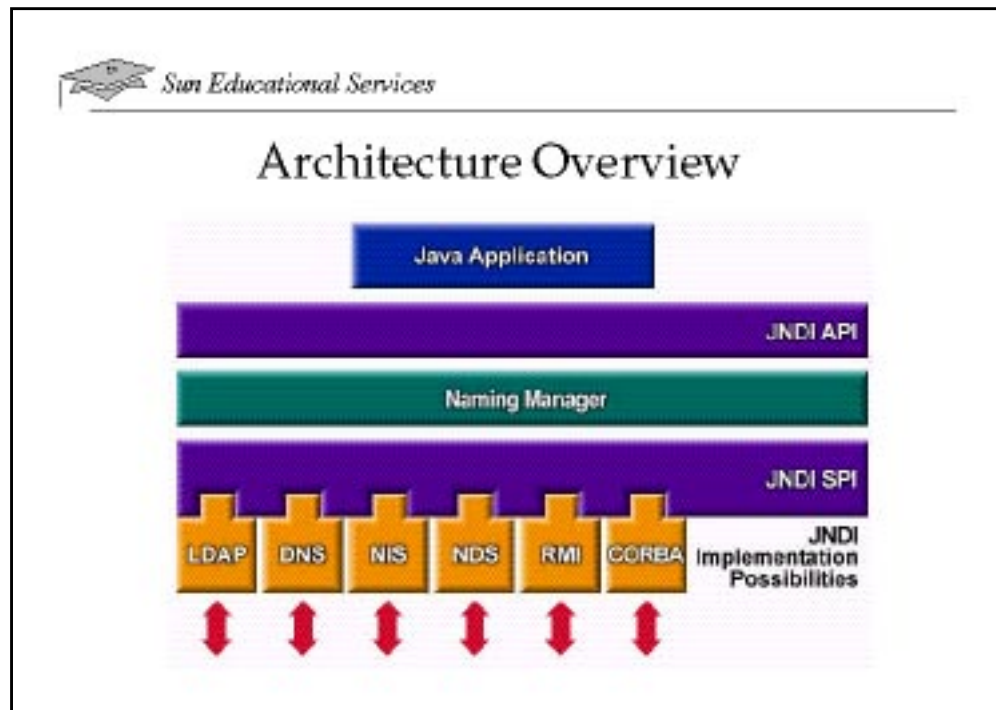 Sun Educational Services
Architecture Overview
Java Application
JNDI API
Naming Manager
JNDI SPI
LDAP DNS NIS NDS RMI CORBA
JNDI
Implementation
Possibilities